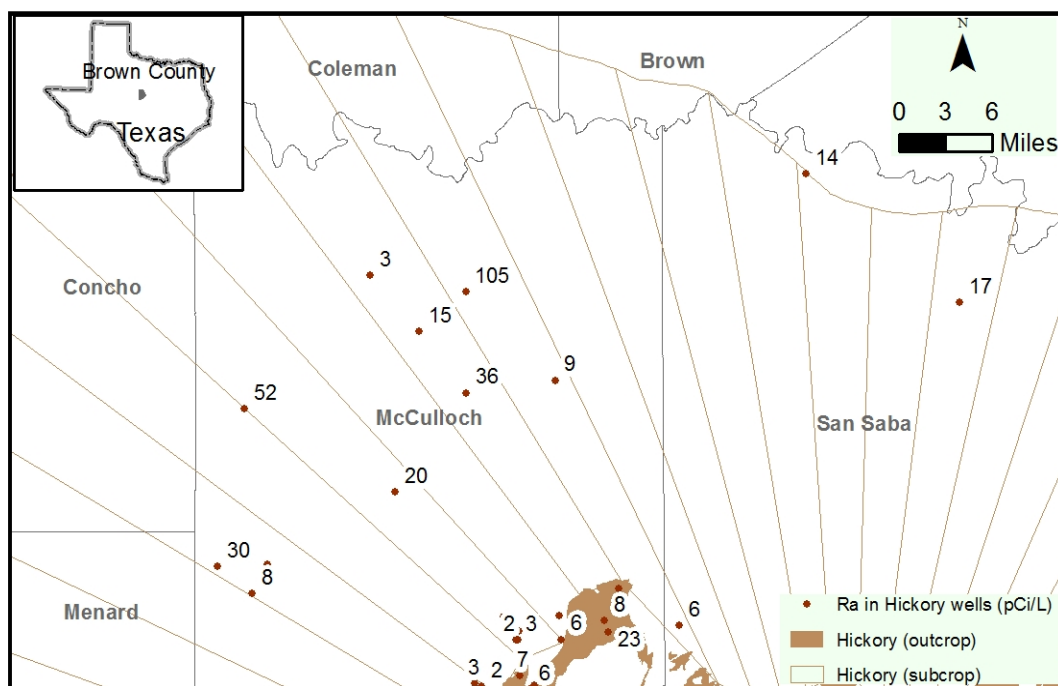 Brown County
Texas
Coleman
Brown
N
0 3 6
Miles
14
3
105
Concho
15
17
9
36
52
McCulloch
San Saba
20
30
8
Menard
8
6
2 3 6
23
7
3 2 6
Ra in Hickory wells (pCi/L)
Hickory (outcrop)
Hickory (subcrop)